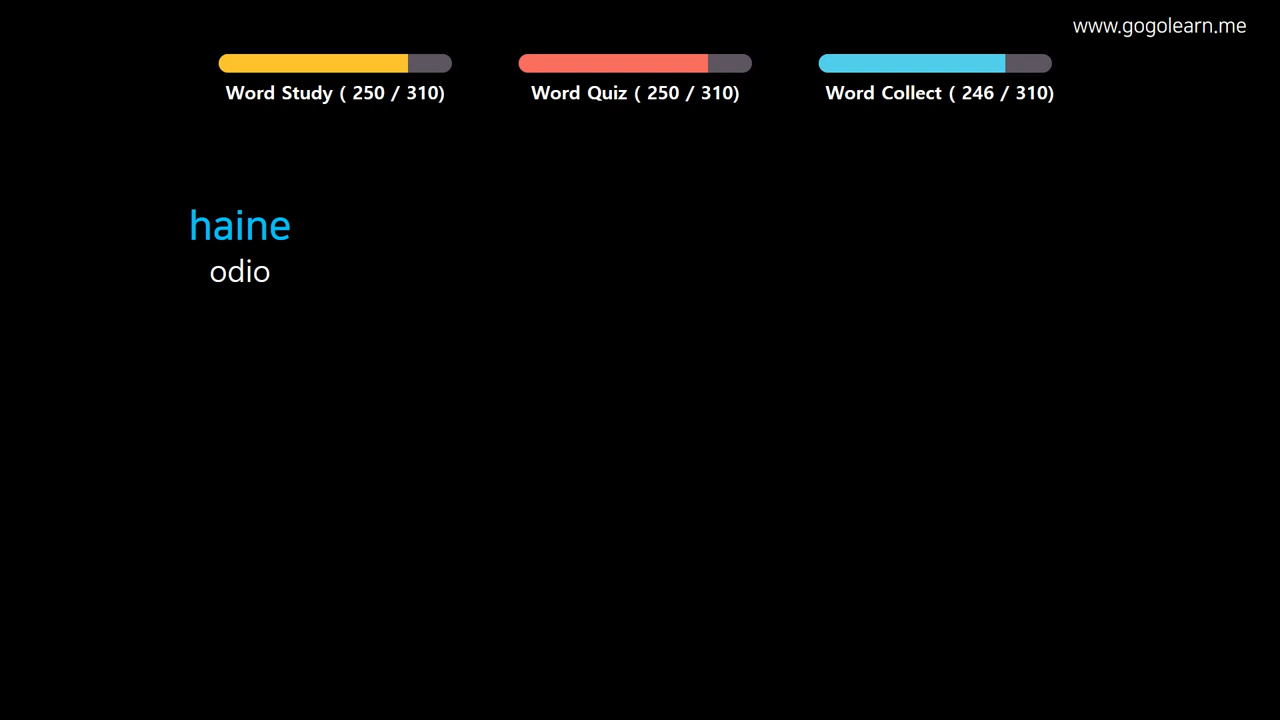 www.gogolearn.me
Word Study ( 250 / 310)
Word Quiz ( 250 / 310)
Word Collect ( 246 / 310)
haine
odio